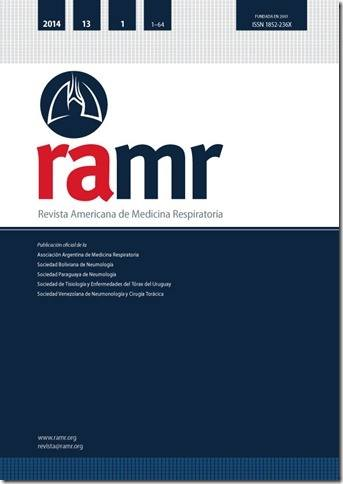 2014 13 1 1–64
FUNDADA EN 2001
ISSN 1852-236X
ramr
Revista Americana de Medicina Respiratoria
Publicación oficial de la
Asociación Argentina de Medicina Respiratoria
Sociedad Boliviana de Neumología
Sociedad Paraguaya de Neumología
Sociedad de Tisiología y Enfermedades del Tórax del Uruguay
Sociedad Venezolana de Neumonología y Cirugía Torácica
www.ramr.org
revista@ramr.org